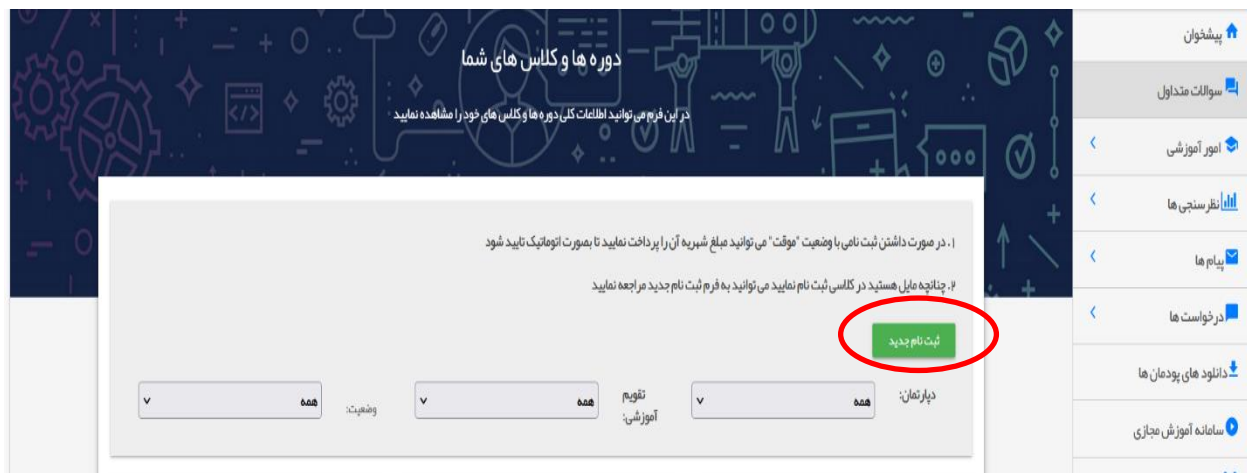 پیشخوان
سوالات متداول
امور آموزشی
نظرسنجی ها
پیام ها
درخواست ها
دانلود های پودمان ها
سامانه آموزش مجازی
دوره ها و کلاس های شما
در این فرم می توانید اطلاعات کلی دوره ها و کلاس های خود را مشاهده نمایید
۱. در صورت داشتن ثبت نامی با وضعیت "موقت" می توانید مبلغ شهریه آن را پرداخت نمایید تا بصورت اتوماتیک تایید شود
۲. چنانچه مایل هستید در کلاسی ثبت نام نمایید می توانید به فرم ثبت نام جدید مراجعه نمایید
ثبت نام جدید
دپارتمان: همه
تقویم آموزشی: همه
وضعیت: همه